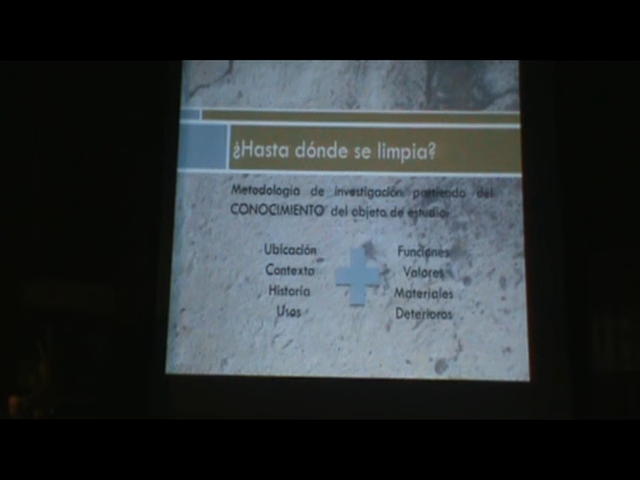 ¿Hasta dónde se limpia?
Metodología de investigación partiendo del
CONOCIMIENTO del objeto de estudio.
Ubicación
Contexto
Historia
Usos
Funciones
Valores
Materiales
Deterioros